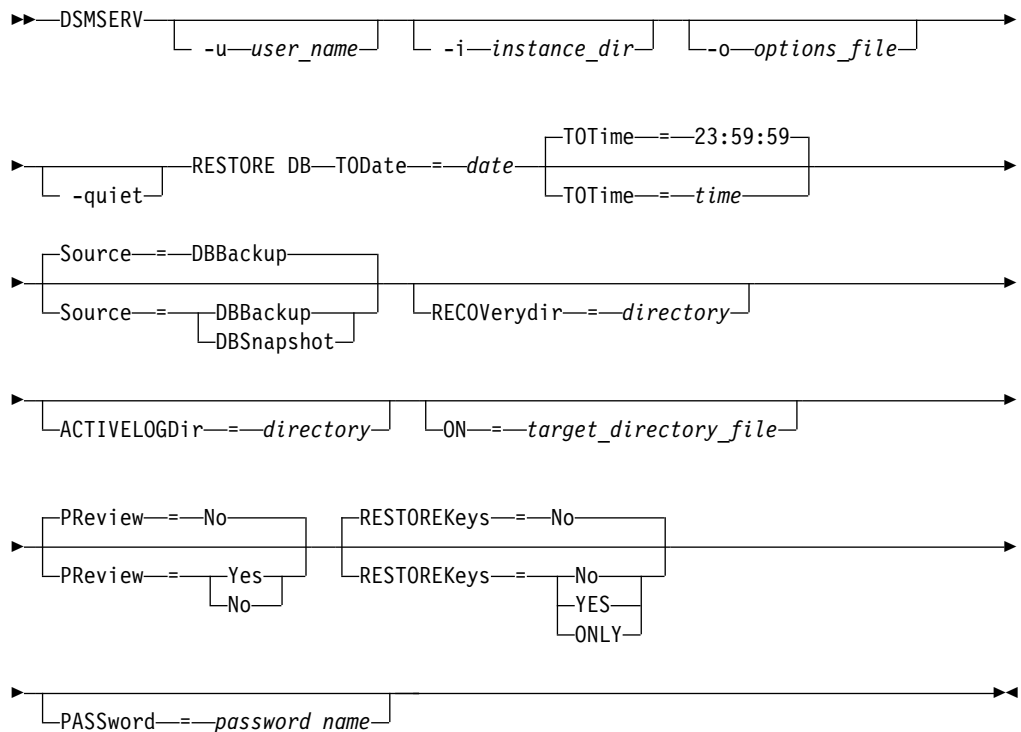 DSMSERV
-u user_name -i instance_dir -o options_file
TOTime = 23:59:59
-quiet RESTORE DB TODate = date
TOTime = time
Source = DBBackup
Source = DBBackup
DBSnapshot
RECOVerydir = directory
ACTIVELOGDir = directory ON = target_directory_file
PReview = No RESTOREKeys = No
PReview = Yes RESTOREKeys = No
No YES
ONLY
PASSword = password name